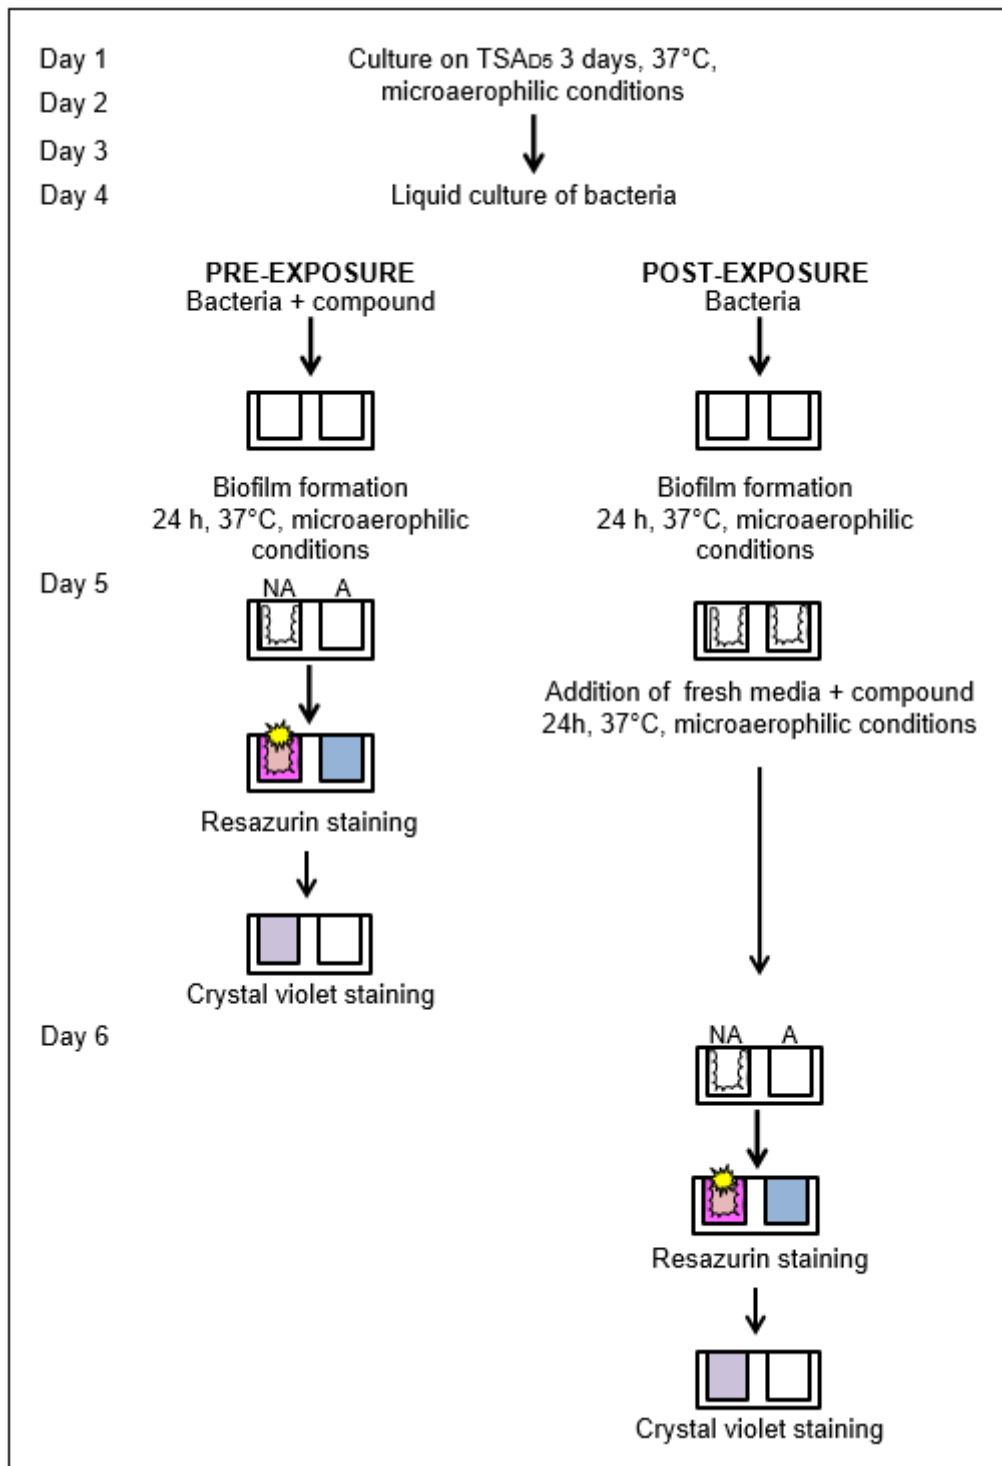 Day 1
Culture on TSAD5 3 days, 37°C,
microaerophilic conditions
Day 2
Day 3
Day 4
Liquid culture of bacteria
PRE-EXPOSURE
Bacteria + compound
POST-EXPOSURE
Bacteria
Biofilm formation
24 h, 37°C, microaerophilic
conditions
Biofilm formation
24 h, 37°C, microaerophilic
conditions
Day 5
NA A
Addition of fresh media + compound
24h, 37°C, microaerophilic conditions
Resazurin staining
Crystal violet staining
Day 6
NA A
Resazurin staining
Crystal violet staining